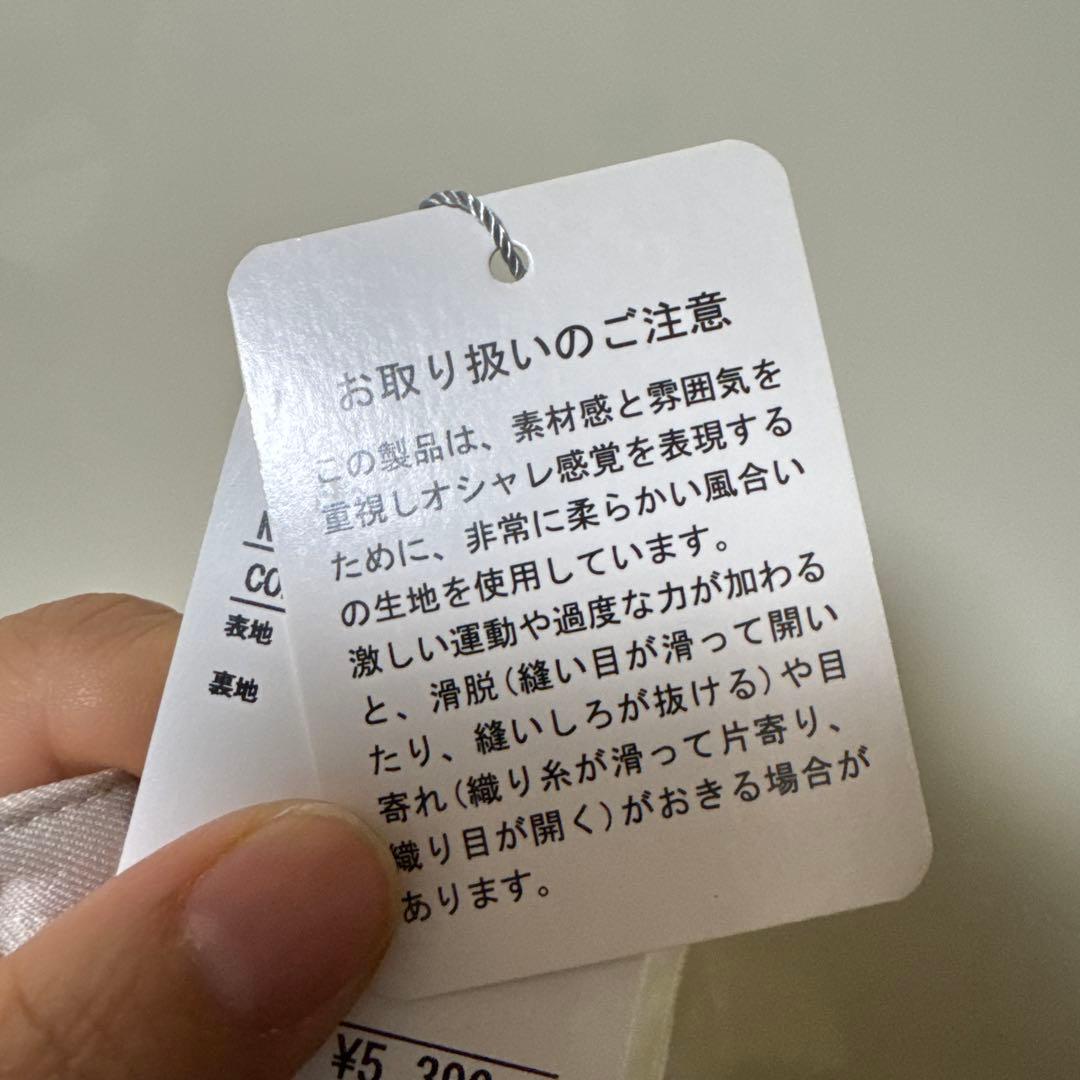 お取り扱いのご注意
この製品は、素材感と雰囲気を
重視しオシャレ感覚を表現する
ために、非常に柔らかい風合い
の生地を使用しています。
激しい運動や過度な力が加わる
と、滑脱(縫い目が滑って開い
たり、縫いしろが抜ける)や目
寄れ(織り糸が滑って片寄り、
織り目が開く)がおきる場合が
あります。
表地
裏地